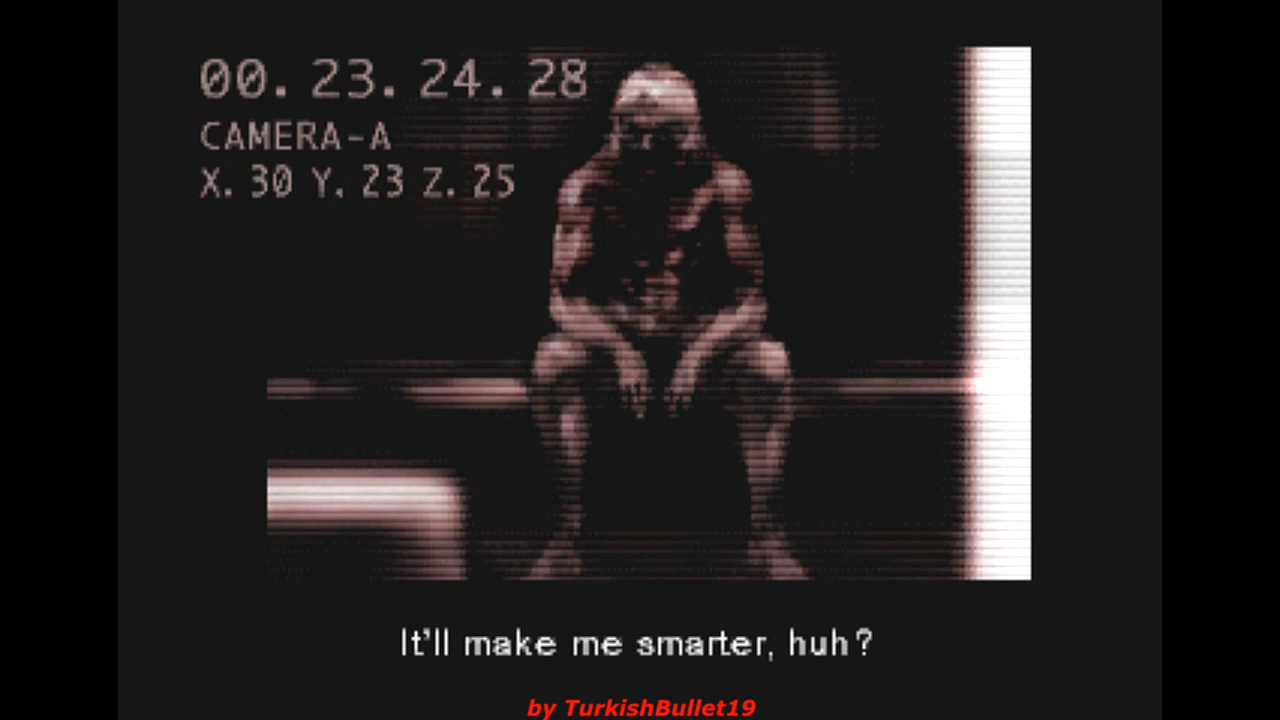 00.23.24.28
CAMERA-A
X.30 Y.23 Z.25
It'll make me smarter, huh?
by TurkishBullet19